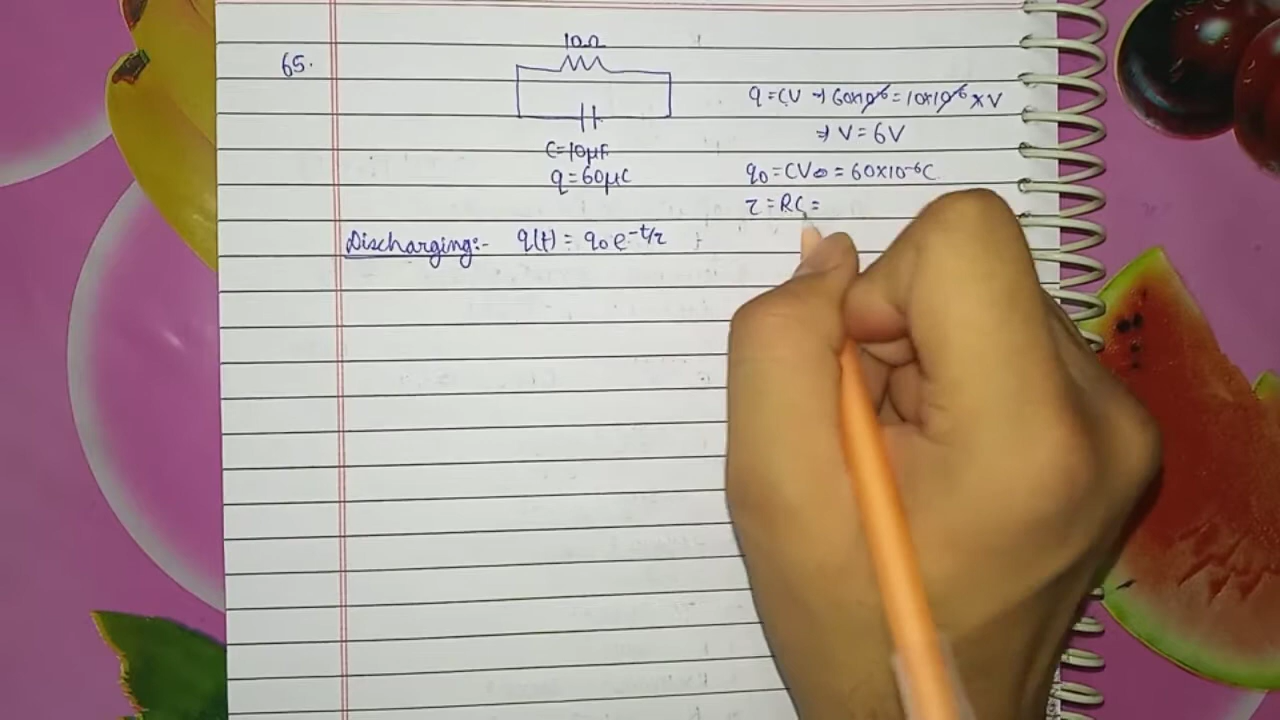 65.
10Ω
C=10μF
q=60μC
q=CV ⇒ 60×10⁻⁶=10×10⁻⁶×V
⇒ V=6V
q0=CV0=60×10⁻⁶C
τ=RC=
Discharging:- q(t)=q0e^-t/τ